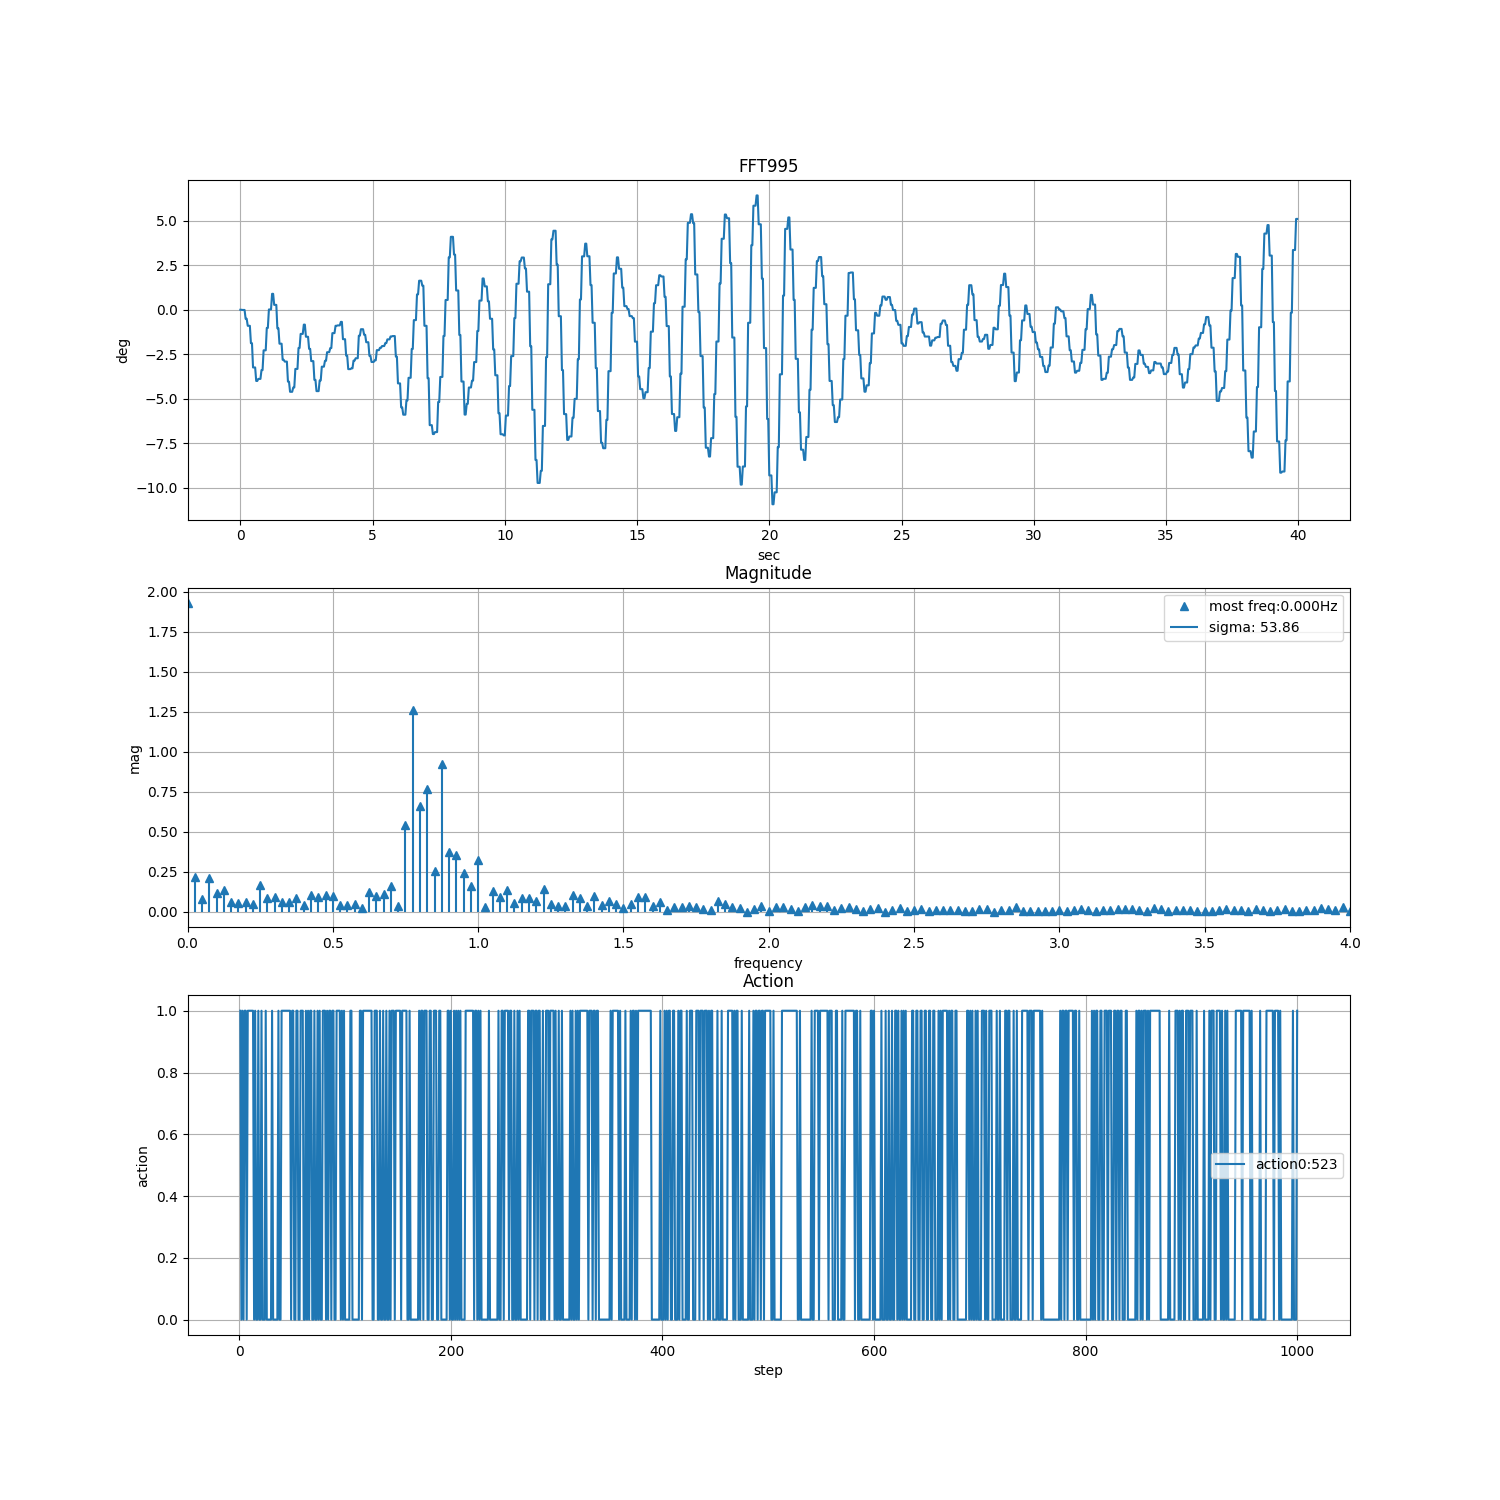 FFT995
5.0
2.5
0.0
−2.5
−5.0
−7.5
−10.0
deg
0 5 10 15 20 25 30 35 40
sec
Magnitude
2.00
1.75
1.50
1.25
1.00
0.75
0.50
0.25
0.00
mag
most freq:0.000Hz
sigma: 53.86
0.0 0.5 1.0 1.5 2.0 2.5 3.0 3.5 4.0
frequency
Action
1.0
0.8
0.6
0.4
0.2
0.0
action
action0:523
0 200 400 600 800 1000
step